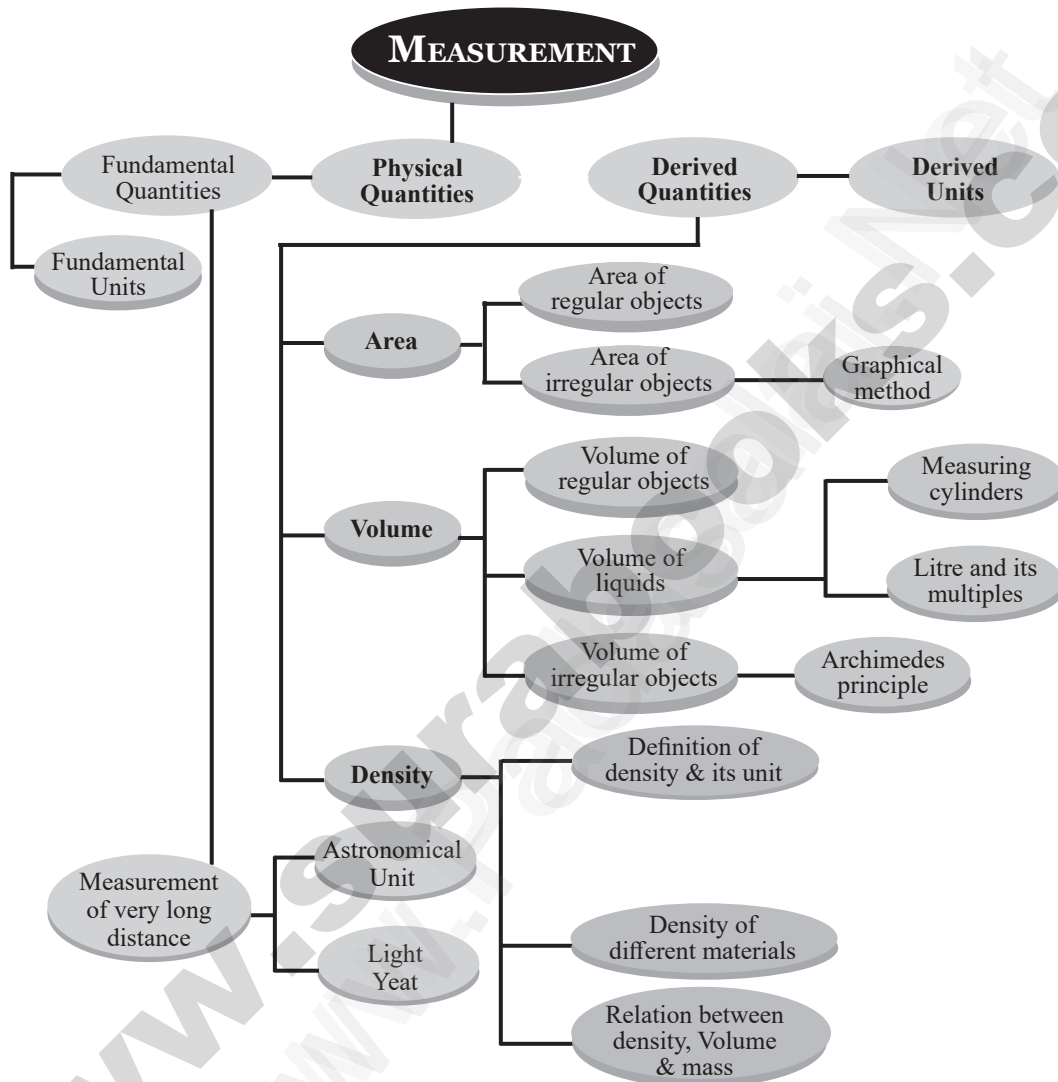 MEASUREMENT
Fundamental
Quantities
Physical
Quantities
Derived
Quantities
Derived
Units
Fundamental
Units
Area
Area of
regular objects
Area of
irregular objects
Graphical
method
Volume
Volume of
regular objects
Volume of
liquids
Measuring
cylinders
Litre and its
multiples
Volume of
irregular objects
Archimedes
principle
Density
Definition of
density & its unit
Density of
different materials
Relation between
density, Volume
& mass
Measurement
of very long
distance
Astronomical
Unit
Light
Yeat
www.surabooks.c